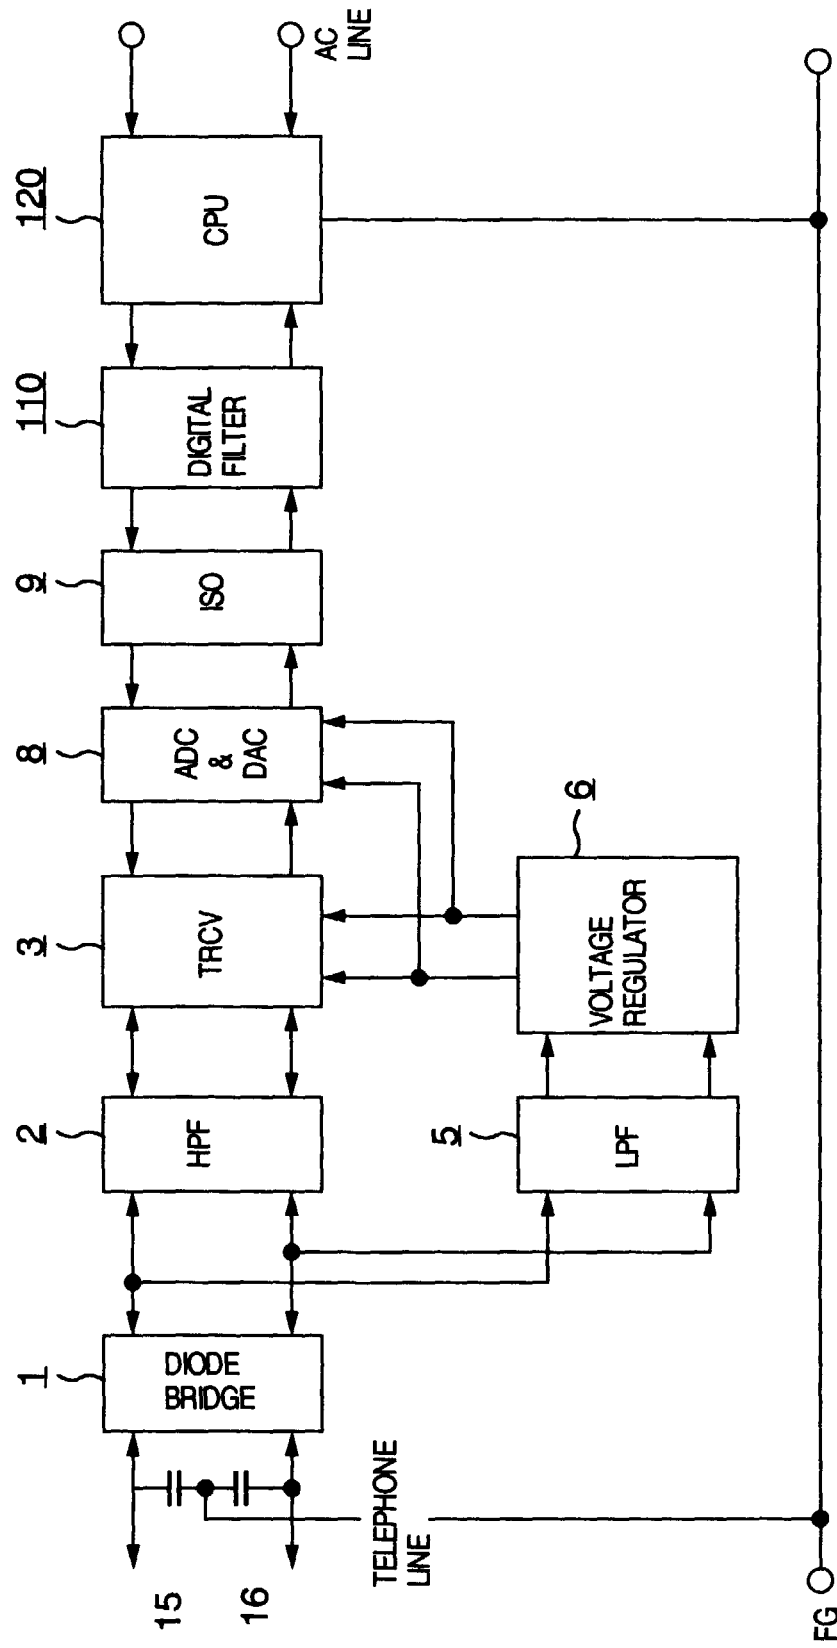 15
16
TELEPHONE
LINE
FG
1
DIODE
BRIDGE
2
HPF
5
LPF
3
TRCV
6
VOLTAGE
REGULATOR
8
ADC
&
DAC
9
ISO
110
DIGITAL
FILTER
120
CPU
AC
LINE